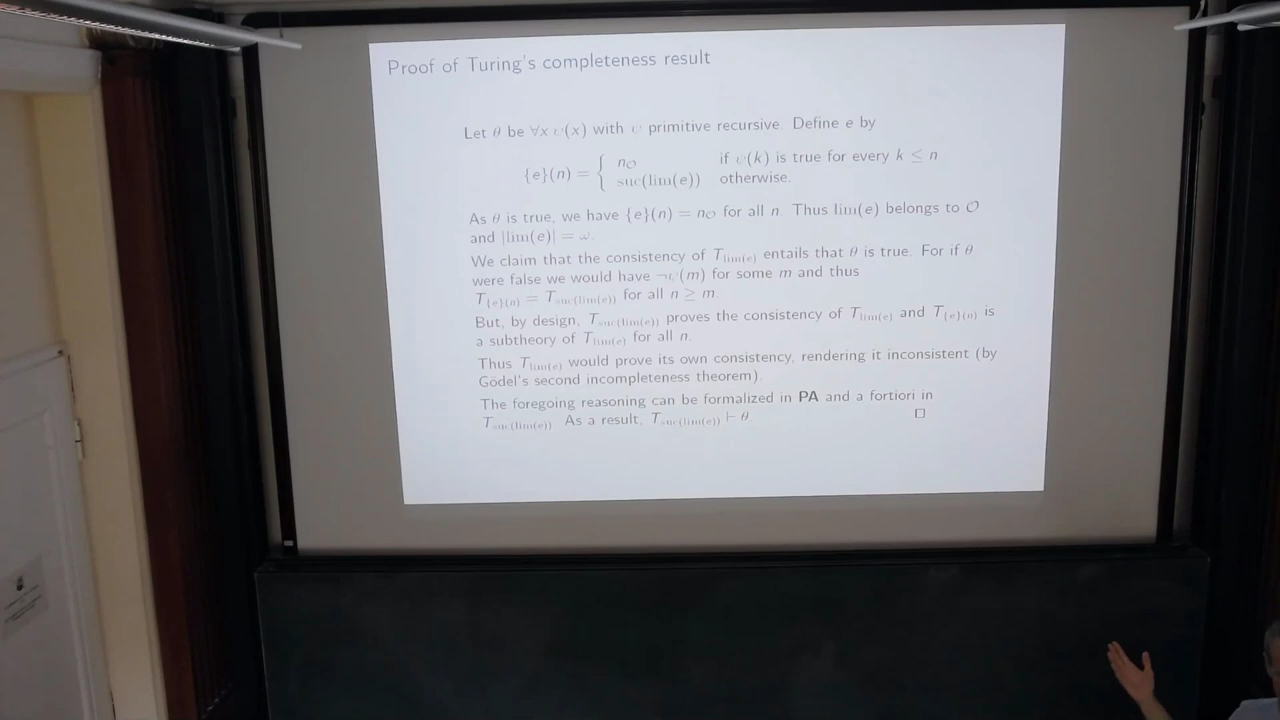 Proof of Turing's completeness result
Let θ be ∀x ψ(x) with ψ primitive recursive. Define e by
{e}(n) = { n_O if ψ(k) is true for every k ≤ n
suc(lim(e)) otherwise.
As θ is true, we have {e}(n) = n_O for all n. Thus lim(e) belongs to O
and |lim(e)| = ω.
We claim that the consistency of T_lim(e) entails that θ is true. For if θ
were false we would have ¬ψ(m) for some m and thus
T_{e}(n) = T_suc(lim(e)) for all n ≥ m.
But, by design, T_suc(lim(e)) proves the consistency of T_lim(e) and T_{e}(n) is
a subtheory of T_lim(e) for all n.
Thus T_lim(e) would prove its own consistency, rendering it inconsistent (by
Gödel's second incompleteness theorem).
The foregoing reasoning can be formalized in PA and a fortiori in
T_suc(lim(e)). As a result, T_suc(lim(e)) ⊢ θ □